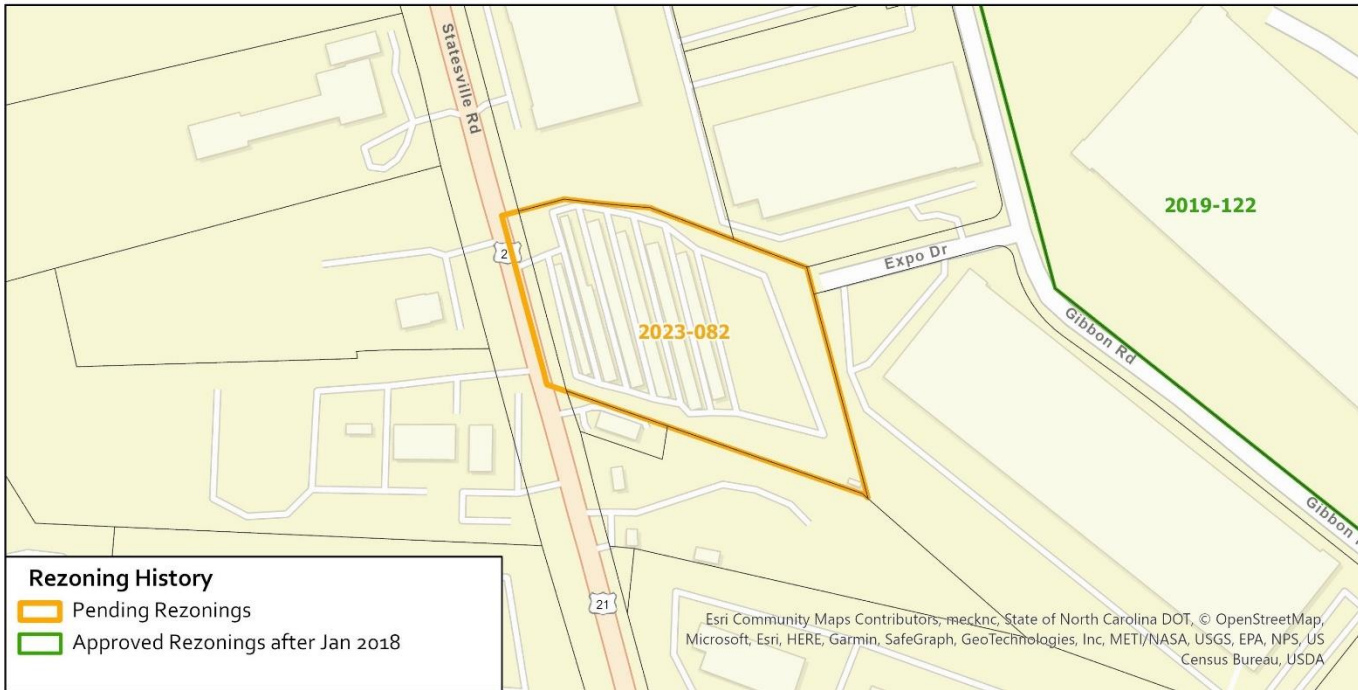 Statesville Rd
2019-122
2
Expo Dr
2023-082
Gibbon Rd
Gibbon
21
Rezoning History
Pending Rezonings
Approved Rezonings after Jan 2018
Esri Community Maps Contributors, mecknc, State of North Carolina DOT, © OpenStreetMap,
Microsoft, Esri, HERE, Garmin, SafeGraph, GeoTechnologies, Inc, METI/NASA, USGS, EPA, NPS, US
Census Bureau, USDA